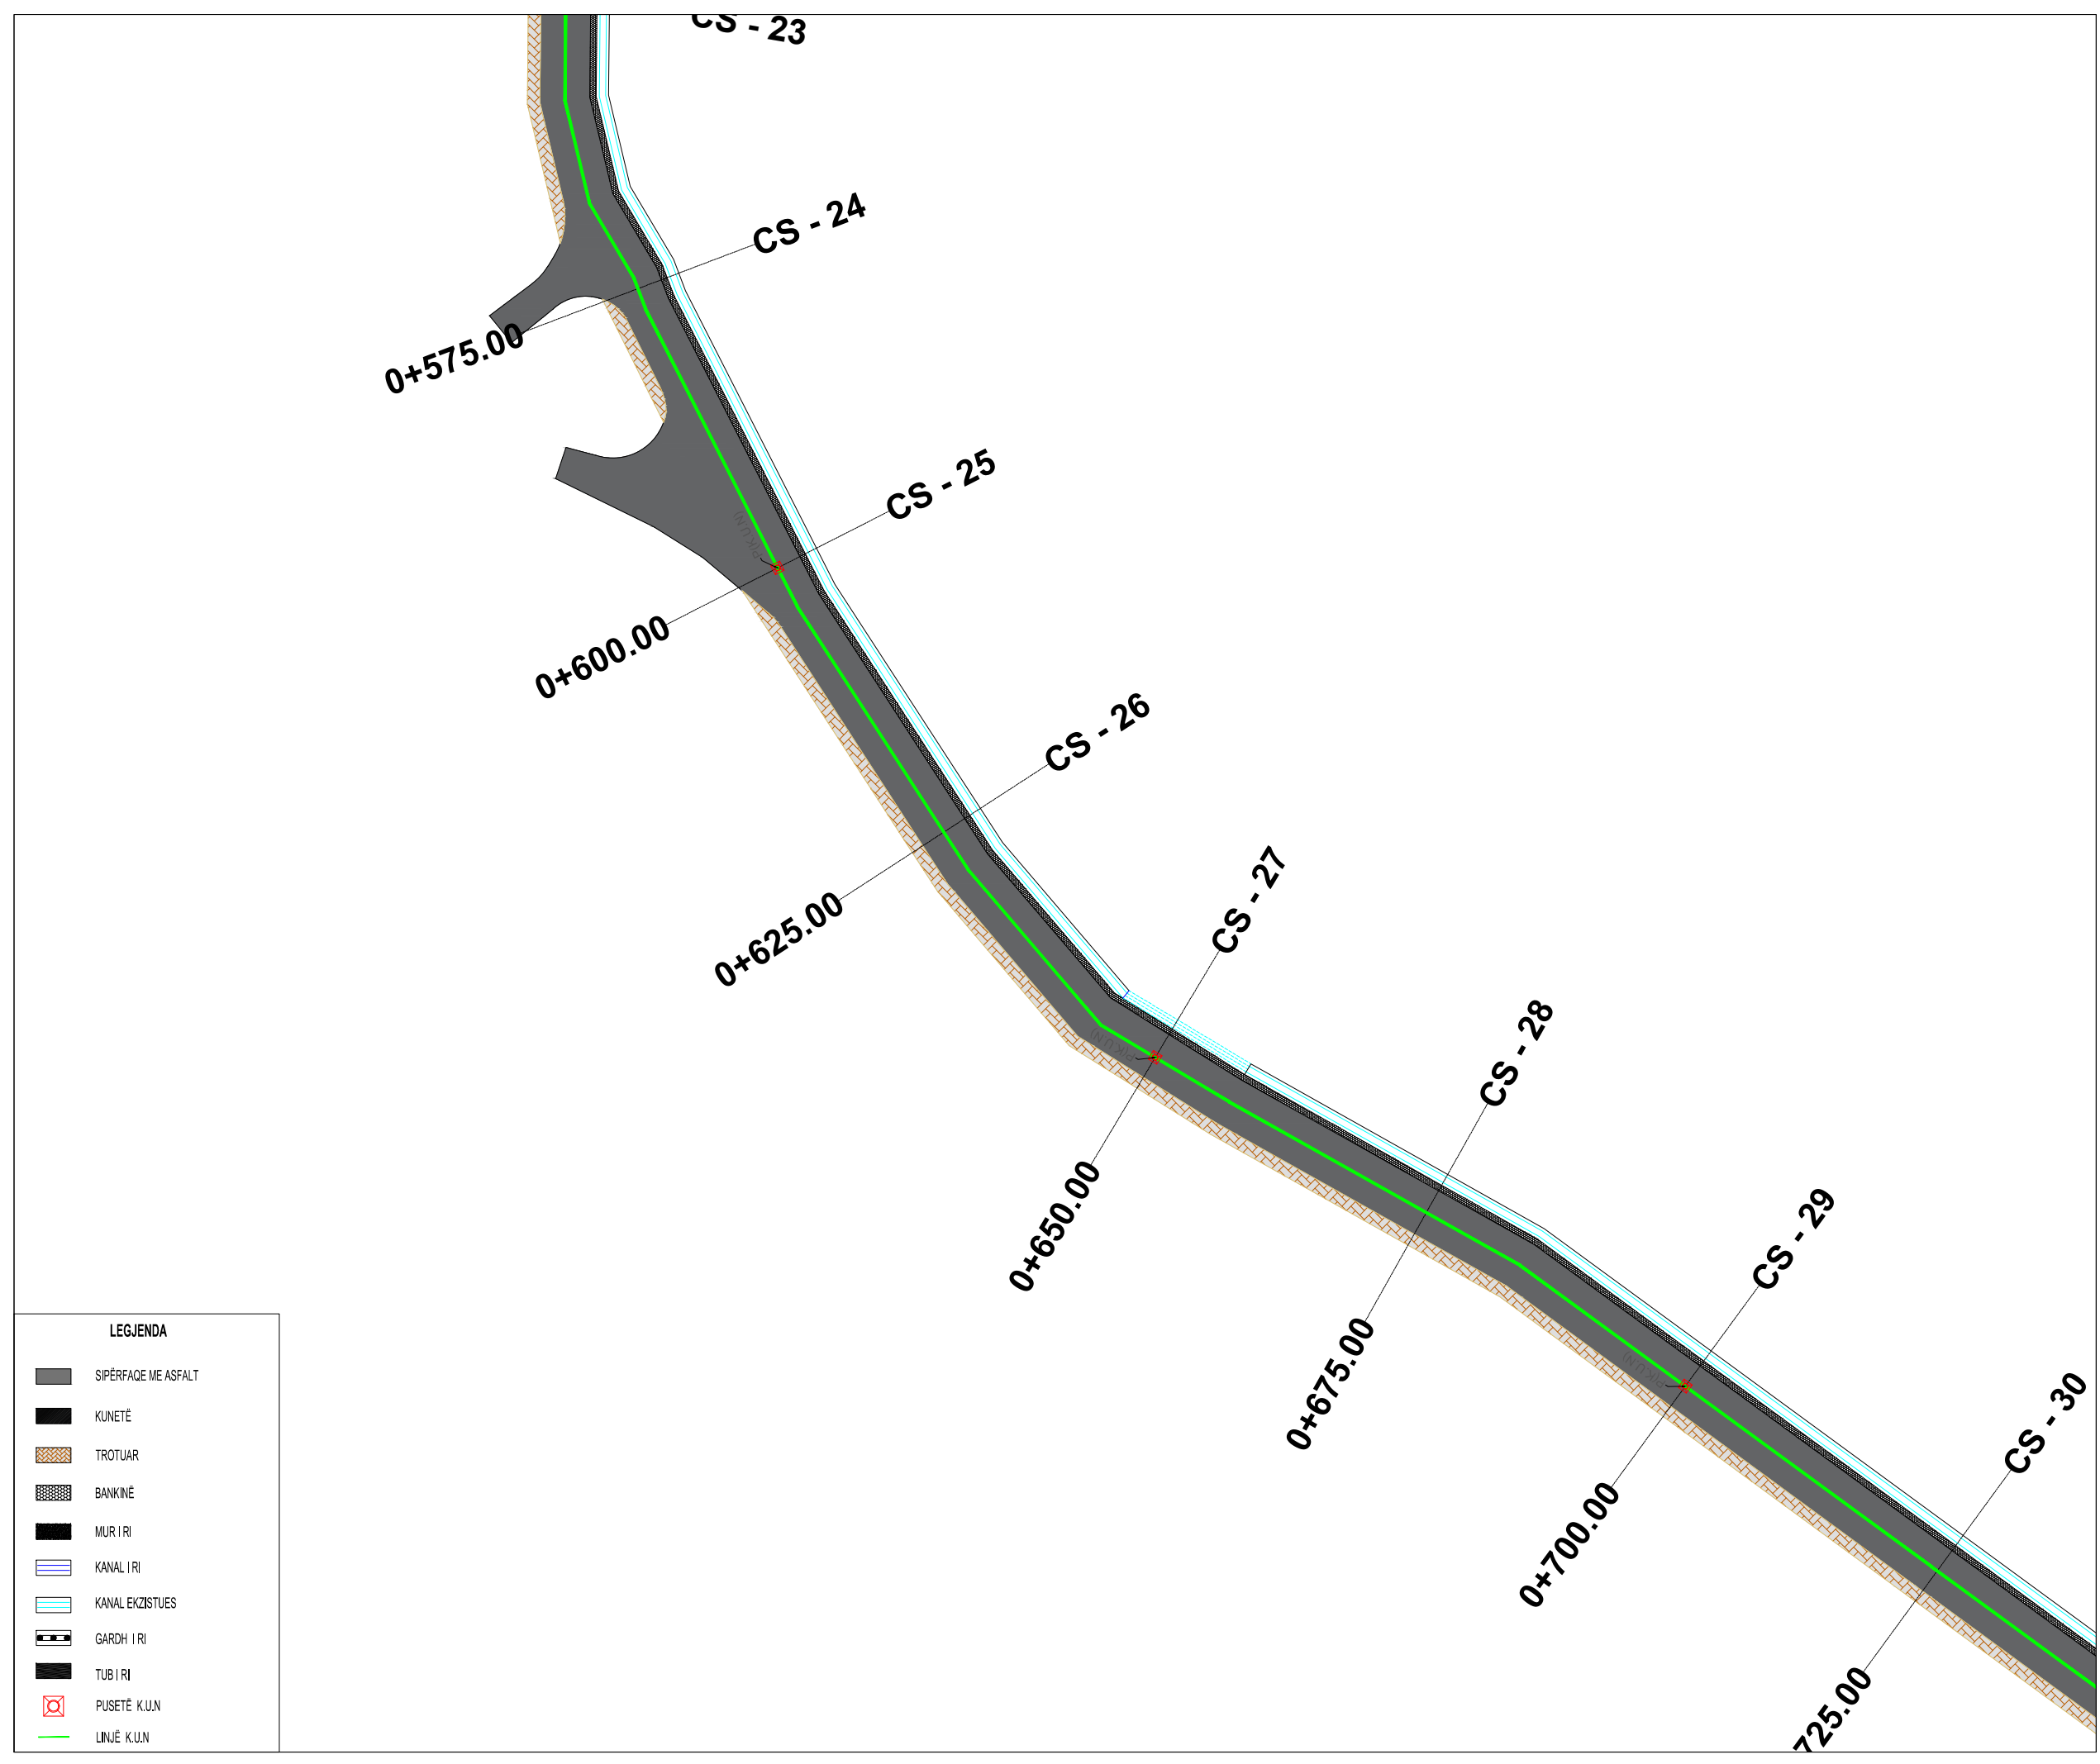 CS - 23
CS - 24
0+575.00
CS - 25
P(K.U.N)
0+600.00
CS - 26
0+625.00
CS - 27
P(K.U.N)
0+650.00
CS - 28
0+675.00
CS - 29
P(K.U.N)
0+700.00
CS - 30
725.00
LEGJENDA
SIPËRFAQE ME ASFALT
KUNETË
TROTUAR
BANKINË
MUR I RI
KANAL I RI
KANAL EKZISTUES
GARDH I RI
TUB I RI
PUSETË K.U.N
LINJË K.U.N